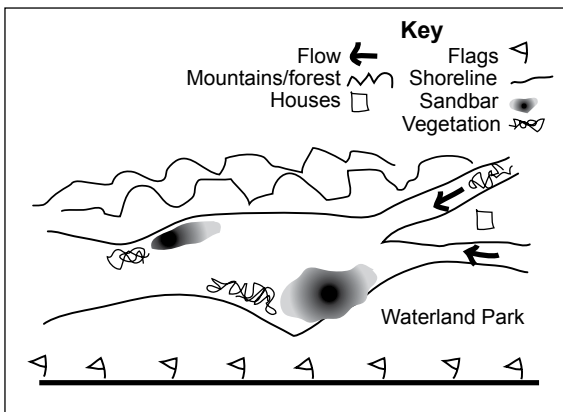 Key
Flow Flags
Mountains/forest Shoreline
Houses Sandbar
Vegetation
Waterland Park